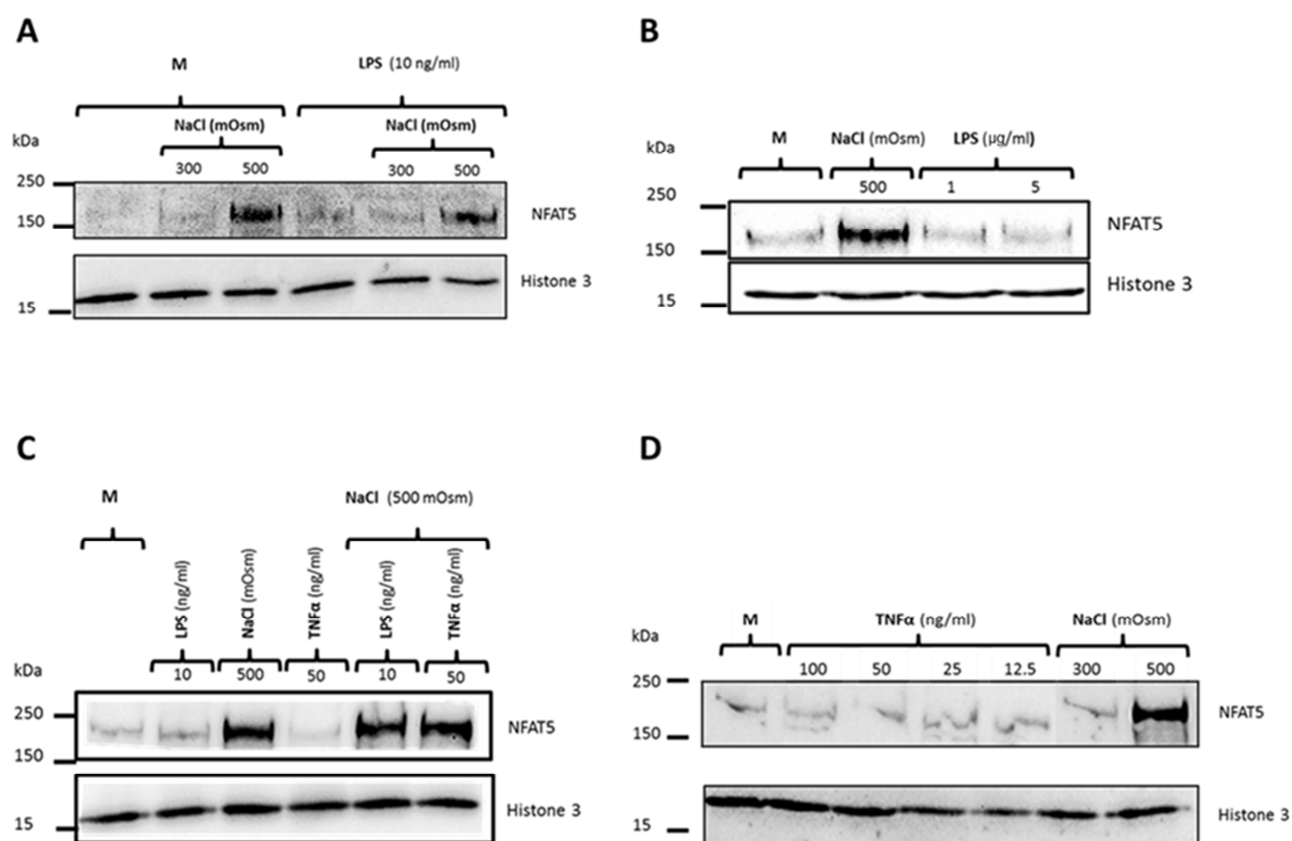 A
M
LPS (10 ng/ml)
NaCl (mOsm)
NaCl (mOsm)
kDa
300
500
300
500
250
150
NFAT5
Histone 3
15
B
M
NaCl (mOsm)
LPS (µg/ml)
kDa
500
1
5
250
NFAT5
150
Histone 3
15
C
M
NaCl (500 mOsm)
LPS (ng/ml)
NaCl (mOsm)
TNFα (ng/ml)
LPS (ng/ml)
TNFα (ng/ml)
kDa
10
500
50
10
50
250
NFAT5
150
Histone 3
15
D
M
TNFα (ng/ml)
NaCl (mOsm)
kDa
100
50
25
12.5
300
500
250
NFAT5
150
Histone 3
15